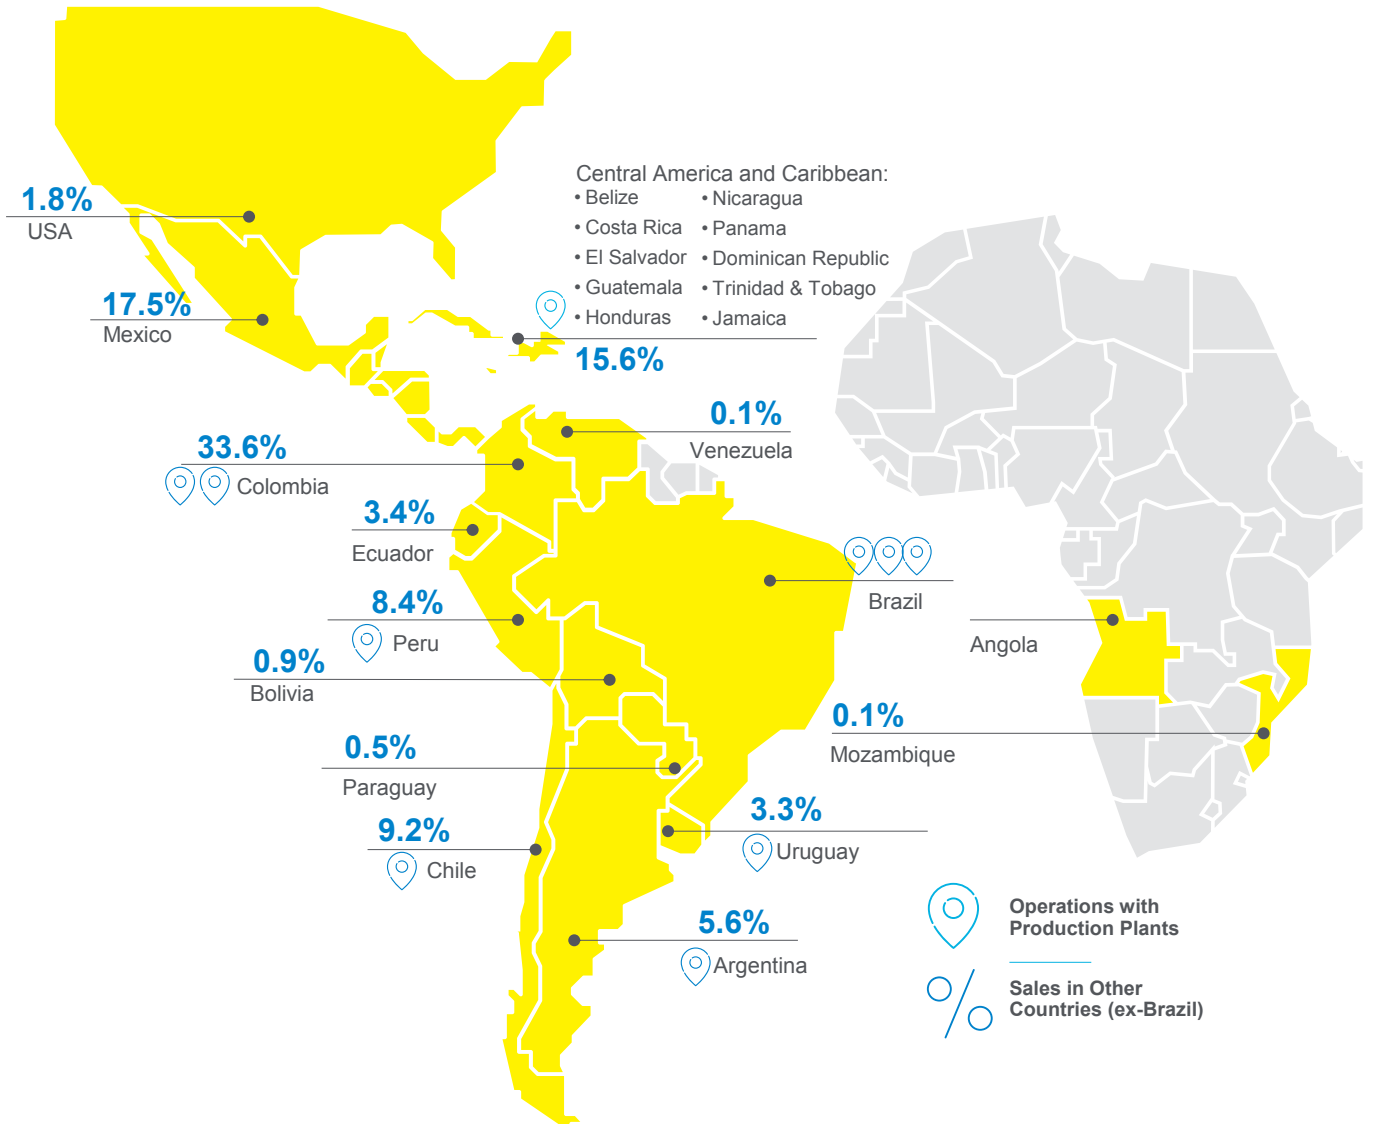 Central America and Caribbean:
• Belize
• Costa Rica
• El Salvador
• Guatemala
• Honduras
• Nicaragua
• Panama
• Dominican Republic
• Trinidad & Tobago
• Jamaica
15.6%
1.8%
USA
17.5%
Mexico
0.1%
Venezuela
33.6%
Colombia
3.4%
Ecuador
Brazil
8.4%
Peru
Angola
0.9%
Bolivia
0.1%
Mozambique
0.5%
Paraguay
3.3%
Uruguay
9.2%
Chile
5.6%
Argentina
Operations with
Production Plants
Sales in Other
Countries (ex-Brazil)